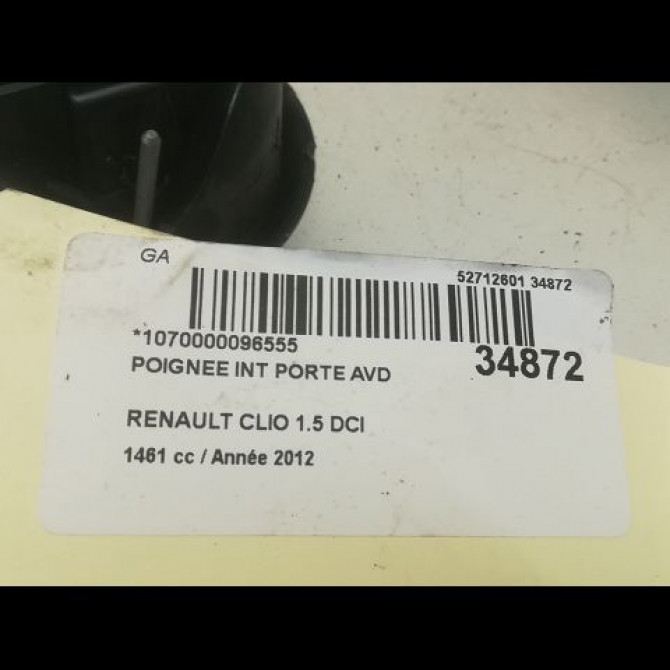 GA
52712601 34872
*1070000096555
34872
POIGNEE INT PORTE AVD
RENAULT CLIO 1.5 DCI
1461 cc / Année 2012